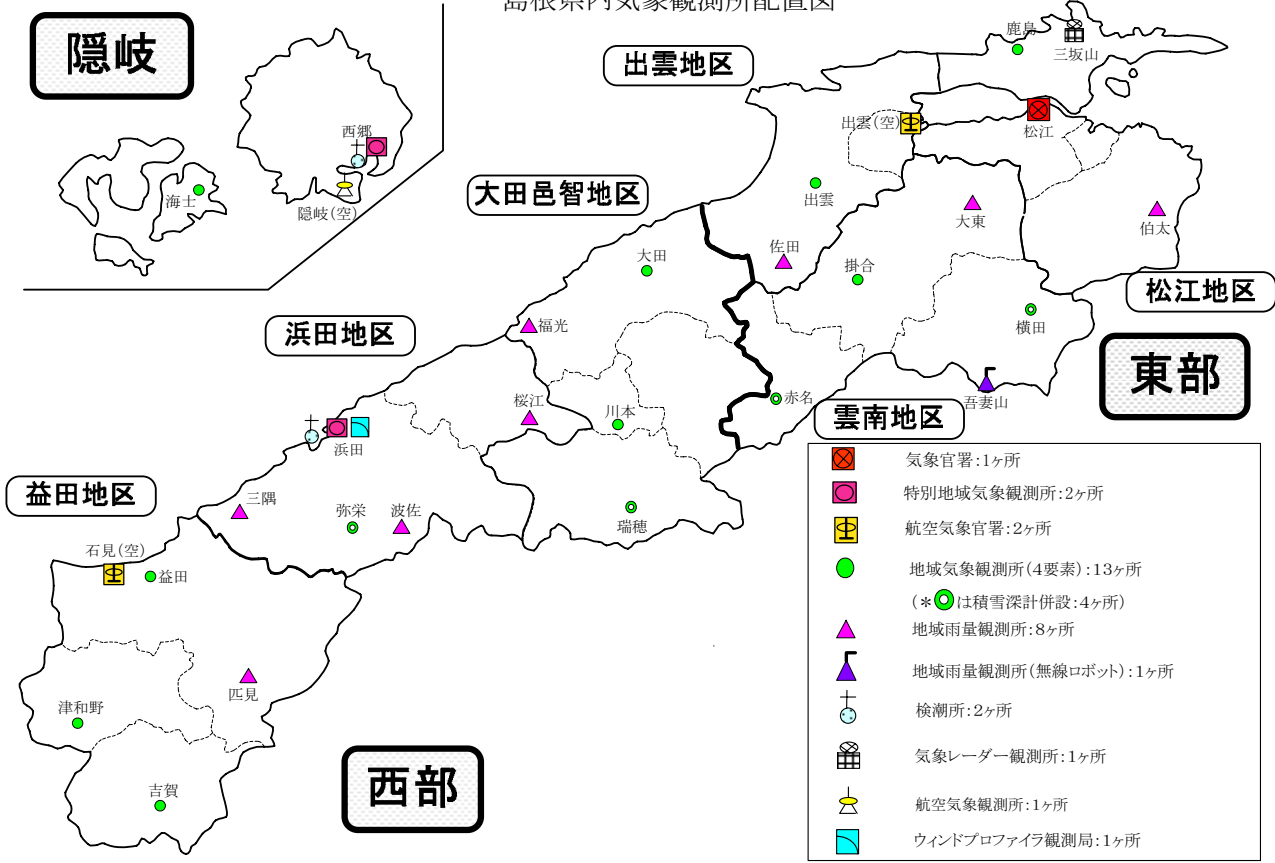 島根県内気象観測所配置図
隠岐
出雲地区
鹿島
三坂山
西郷
出雲(空)
松江
海士
隠岐(空)
大田邑智地区
出雲
大東
伯太
佐田
大田
掛合
松江地区
横田
浜田地区
福光
東部
桜江
川本
赤名
吾妻山
雲南地区
浜田
益田地区
三隅
弥栄
波佐
瑞穂
石見(空)
益田
匹見
津和野
吉賀
西部
気象官署:1ヶ所
特別地域気象観測所:2ヶ所
航空気象官署:2ヶ所
地域気象観測所(4要素):13ヶ所
(*は積雪深計併設:4ヶ所)
地域雨量観測所:8ヶ所
地域雨量観測所(無線ロボット):1ヶ所
検潮所:2ヶ所
気象レーダー観測所:1ヶ所
航空気象観測所:1ヶ所
ウィンドプロファイラ観測局:1ヶ所